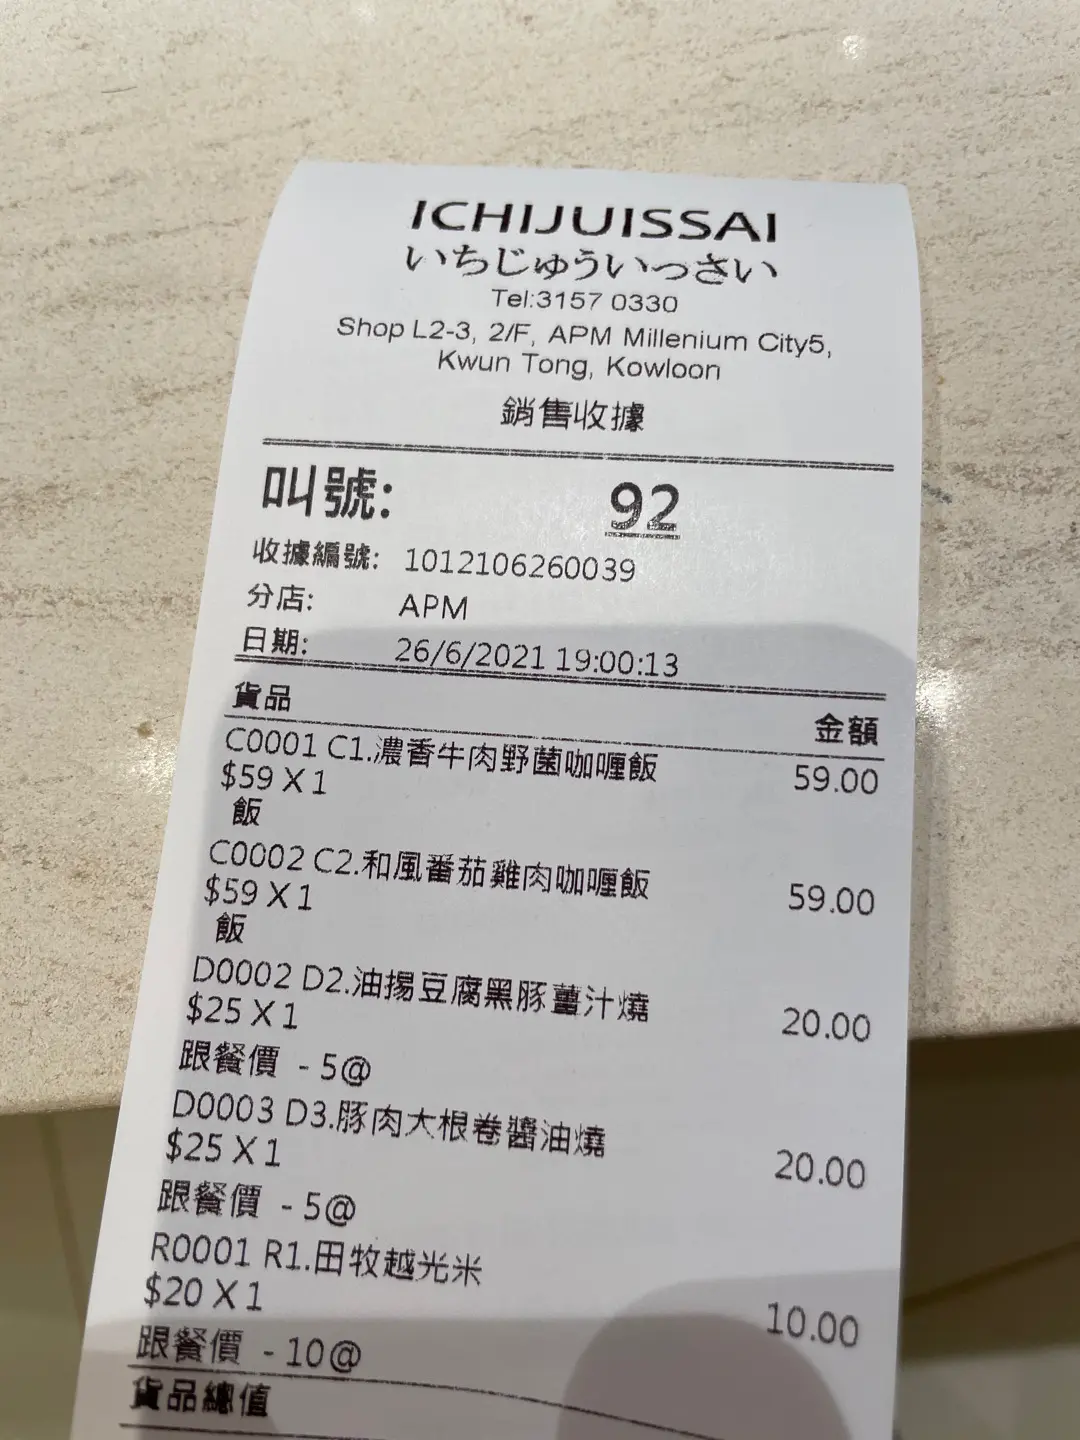 ICHIJUISSAI
いちじゅういっさい
Tel:3157 0330
Shop L2-3, 2/F, APM Millenium City5,
Kwun Tong, Kowloon
銷售收據
叫號: 92
收據編號: 1012106260039
分店: APM
日期: 26/6/2021 19:00:13
貨品 金額
C0001 C1.濃香牛肉野菌咖喱飯 59.00
$59 X 1
飯
C0002 C2.和風番茄雞肉咖喱飯 59.00
$59 X 1
飯
D0002 D2.油揚豆腐黑豚薑汁燒 20.00
$25 X 1
跟餐價 - 5@
D0003 D3.豚肉大根卷醬油燒 20.00
$25 X 1
跟餐價 - 5@
R0001 R1.田牧越光米 10.00
$20 X 1
跟餐價 - 10@
貨品總值